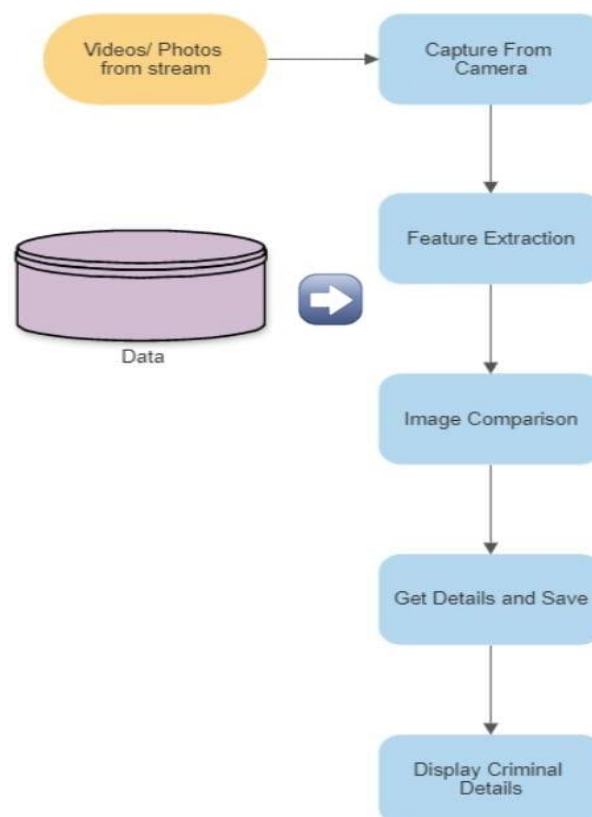 Videos/ Photos
from stream
Capture From
Camera
Feature Extraction
Data
Image Comparison
Get Details and Save
Display Criminal
Details